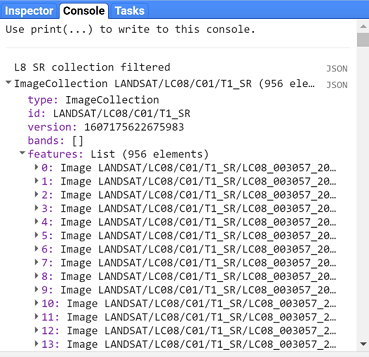 Inspector Console Tasks
Use print(...) to write to this console.
L8 SR collection filtered JSON
ImageCollection LANDSAT/LC08/C01/T1_SR (956 ele… JSON
type: ImageCollection
id: LANDSAT/LC08/C01/T1_SR
version: 1607175622675983
bands: []
features: List (956 elements)
0: Image LANDSAT/LC08/C01/T1_SR/LC08_003057_20…
1: Image LANDSAT/LC08/C01/T1_SR/LC08_003057_20…
2: Image LANDSAT/LC08/C01/T1_SR/LC08_003057_20…
3: Image LANDSAT/LC08/C01/T1_SR/LC08_003057_20…
4: Image LANDSAT/LC08/C01/T1_SR/LC08_003057_20…
5: Image LANDSAT/LC08/C01/T1_SR/LC08_003057_20…
6: Image LANDSAT/LC08/C01/T1_SR/LC08_003057_20…
7: Image LANDSAT/LC08/C01/T1_SR/LC08_003057_20…
8: Image LANDSAT/LC08/C01/T1_SR/LC08_003057_20…
9: Image LANDSAT/LC08/C01/T1_SR/LC08_003057_20…
10: Image LANDSAT/LC08/C01/T1_SR/LC08_003057_2…
11: Image LANDSAT/LC08/C01/T1_SR/LC08_003057_2…
12: Image LANDSAT/LC08/C01/T1_SR/LC08_003057_2…
13: Image LANDSAT/LC08/C01/T1_SR/LC08_003057_2…